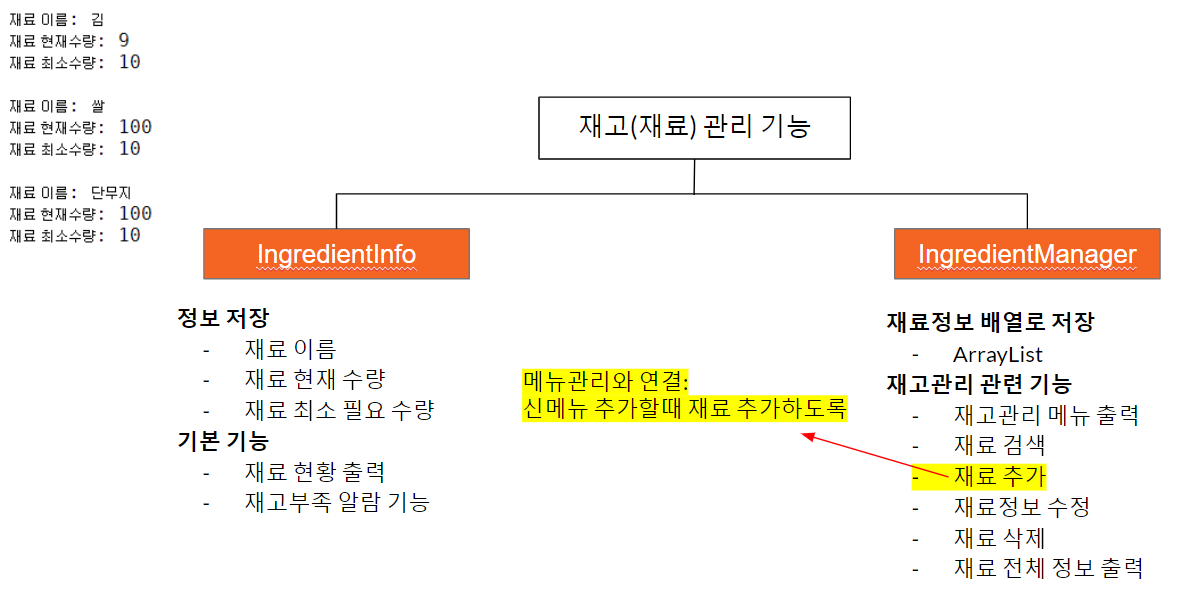 재료 이름: 김
재료 현재수량: 9
재료 최소수량: 10
재료 이름: 쌀
재료 현재수량: 100
재료 최소수량: 10
재료 이름: 단무지
재료 현재수량: 100
재료 최소수량: 10
재고(재료) 관리 기능
IngredientInfo
정보 저장
- 재료 이름
- 재료 현재 수량
- 재료 최소 필요 수량
기본 기능
- 재료 현황 출력
- 재고부족 알람 기능
메뉴관리와 연결:
신메뉴 추가할때 재료 추가하도록
IngredientManager
재료정보 배열로 저장
- ArrayList
재고관리 관련 기능
- 재고관리 메뉴 출력
- 재료 검색
- 재료 추가
- 재료정보 수정
- 재료 삭제
- 재료 전체 정보 출력